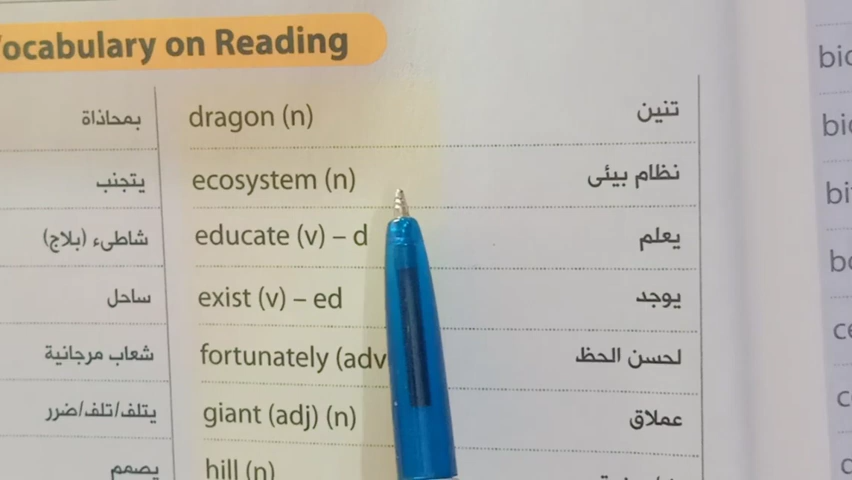 Vocabulary on Reading
بمحاذاة
dragon (n) تنين
يتجنب
ecosystem (n) نظام بيئى
شاطىء (بلاج)
educate (v) – d يعلم
ساحل
exist (v) – ed يوجد
شعاب مرجانية
fortunately (adv لحسن الحظ
يتلف/تلف/ضرر
giant (adj) (n) عملاق
يصمم
hill (n)